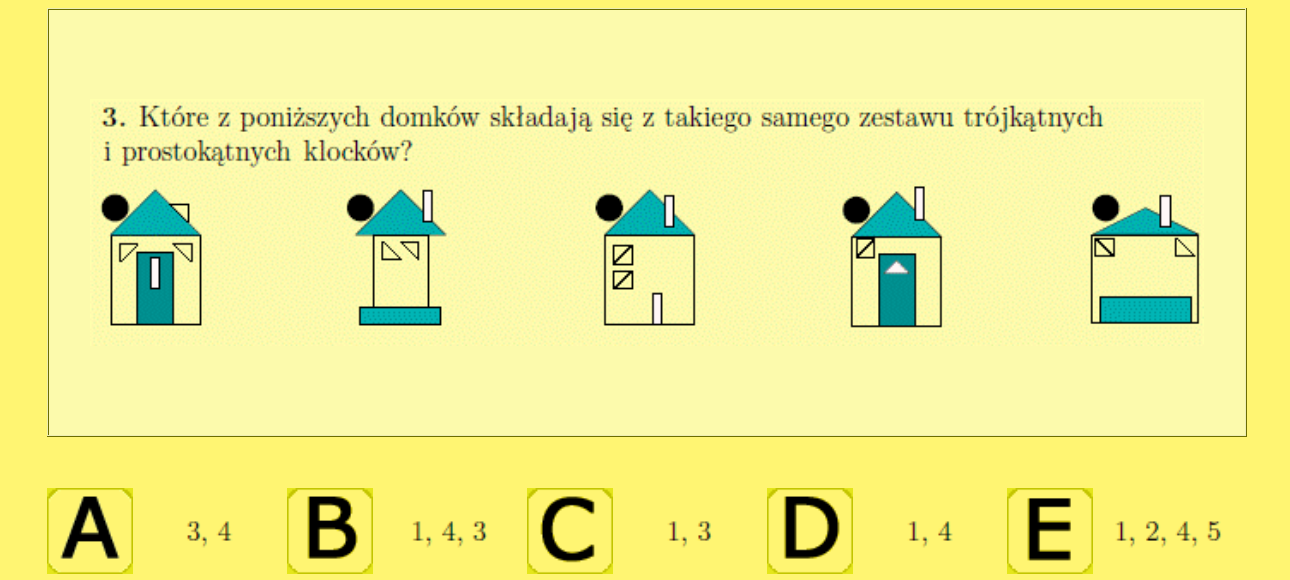 3. Które z poniższych domków składają się z takiego samego zestawu trójkątnych
i prostokątnych klocków?
A 3, 4 B 1, 4, 3 C 1, 3 D 1, 4 E 1, 2, 4, 5